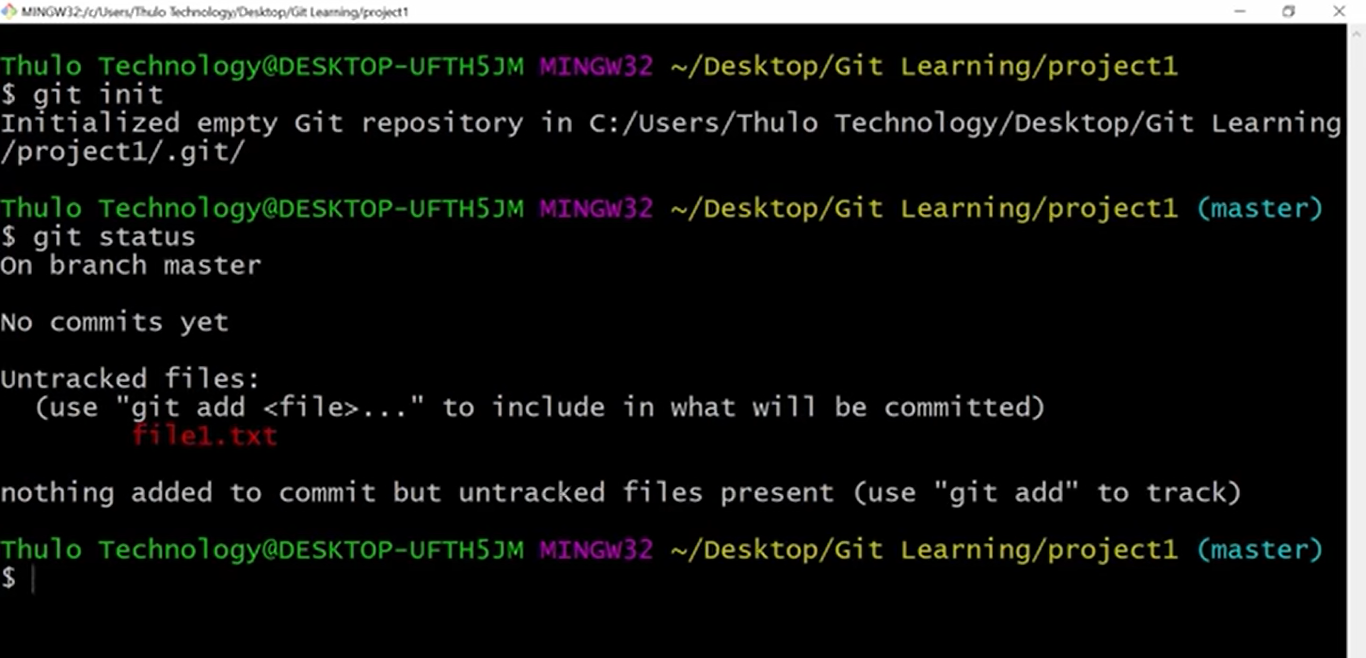 MINGW32:/c/Users/Thulo Technology/Desktop/Git Learning/project1
Thulo Technology@DESKTOP-UFTH5JM MINGW32 ~/Desktop/Git Learning/project1
$ git init
Initialized empty Git repository in C:/Users/Thulo Technology/Desktop/Git Learning
/project1/.git/
Thulo Technology@DESKTOP-UFTH5JM MINGW32 ~/Desktop/Git Learning/project1 (master)
$ git status
On branch master
No commits yet
Untracked files:
(use "git add <file>..." to include in what will be committed)
file1.txt
nothing added to commit but untracked files present (use "git add" to track)
Thulo Technology@DESKTOP-UFTH5JM MINGW32 ~/Desktop/Git Learning/project1 (master)
$